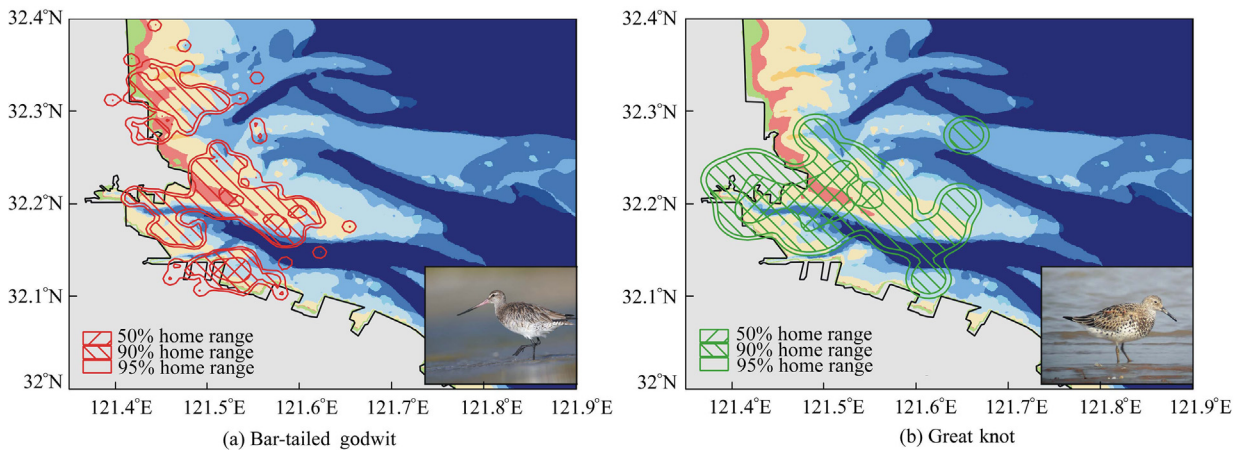 32.4°N
32.3°N
32.2°N
32.1°N
32°N
50% home range
90% home range
95% home range
121.4°E 121.5°E 121.6°E 121.7°E 121.8°E 121.9°E
(a) Bar-tailed godwit
32.4°N
32.3°N
32.2°N
32.1°N
32°N
50% home range
90% home range
95% home range
121.4°E 121.5°E 121.6°E 121.7°E 121.8°E 121.9°E
(b) Great knot